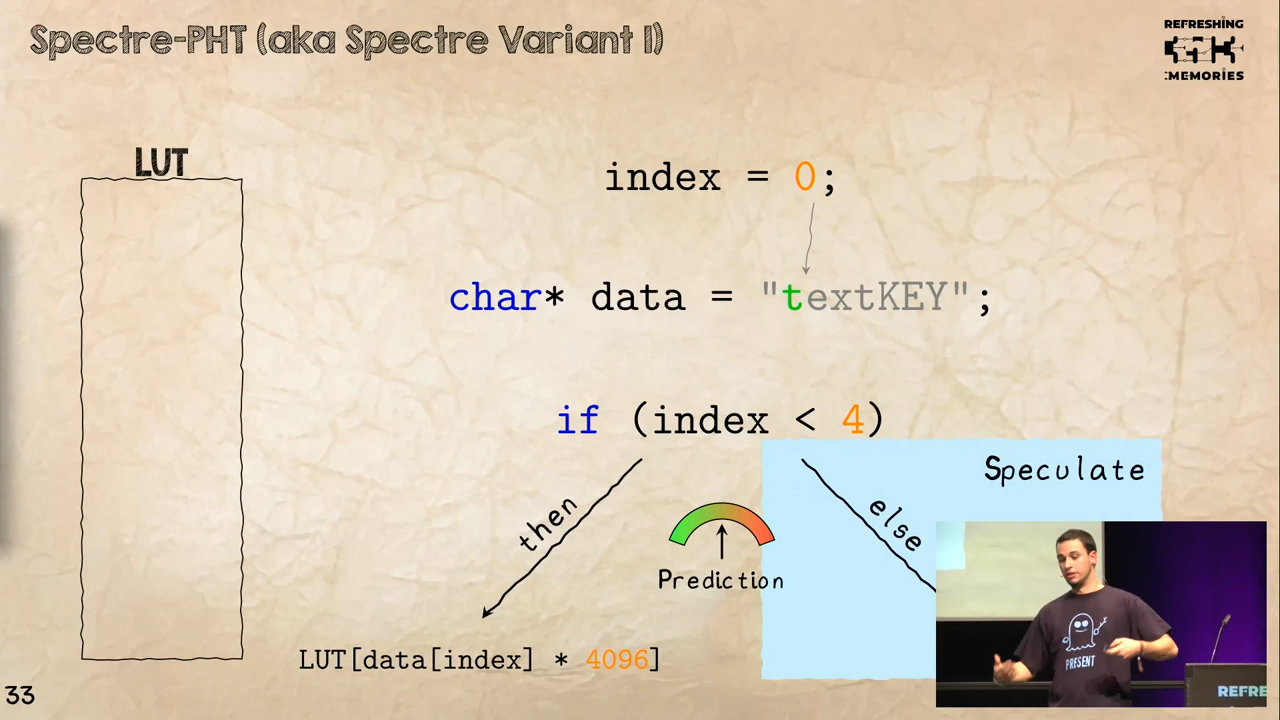 Spectre-PHT (aka Spectre Variant 1)
REFRESHING
MEMORIES
LUT
index = 0;
char* data = "textKEY";
if (index < 4)
Speculate
then
else
Prediction
LUT[data[index] * 4096]
PRESENT
REFRE
33